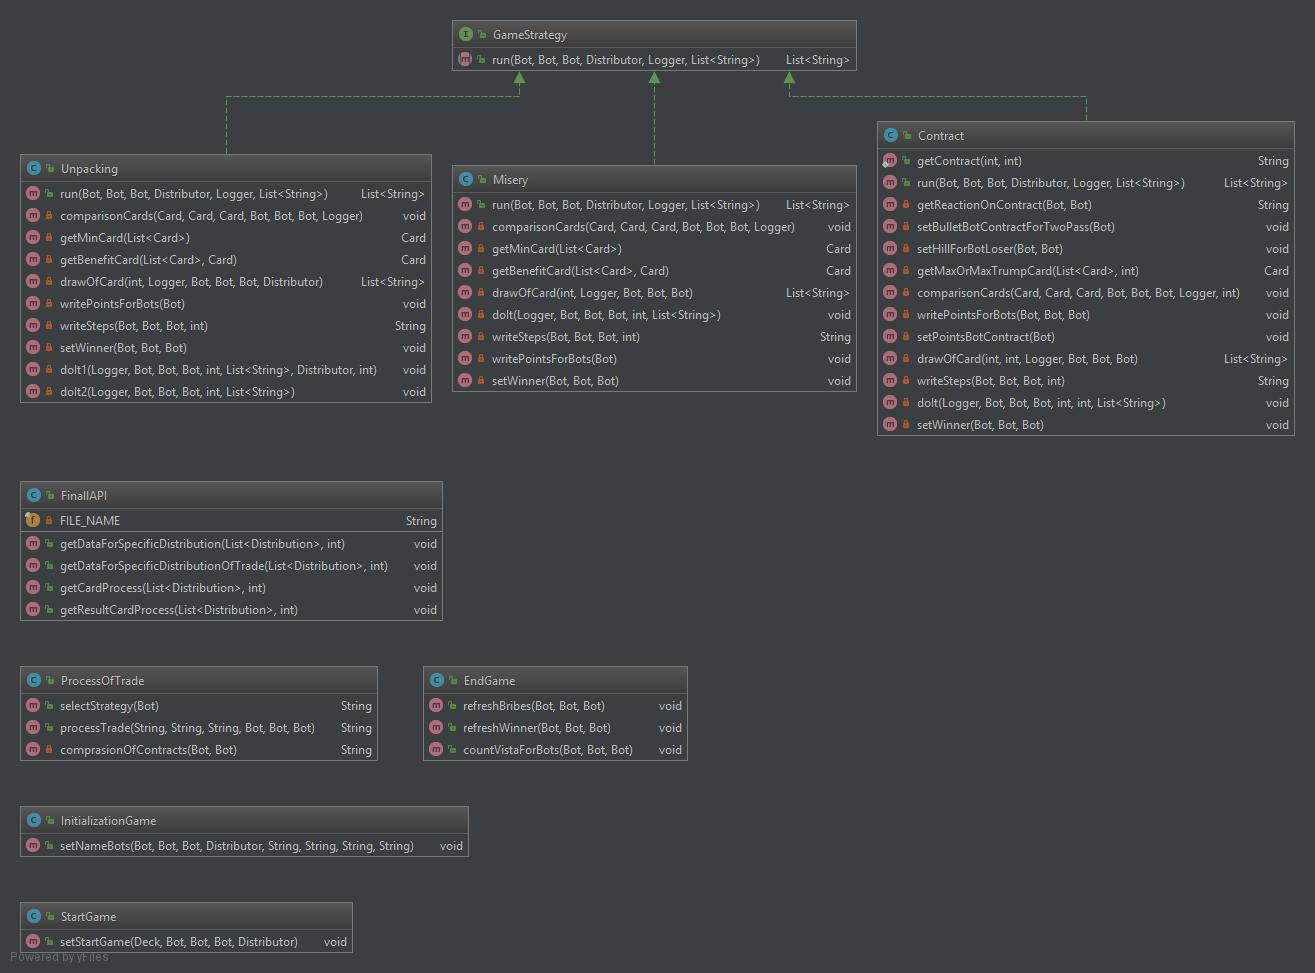 GameStrategy
run(Bot, Bot, Bot, Distributor, Logger, List<String>) List<String>
Unpacking
run(Bot, Bot, Bot, Distributor, Logger, List<String>) List<String>
comparisonCards(Card, Card, Card, Bot, Bot, Bot, Logger) void
getMinCard(List<Card>) Card
getBenefitCard(List<Card>, Card) Card
drawOfCard(int, Logger, Bot, Bot, Bot, Distributor) List<String>
writePointsForBots(Bot) void
writeSteps(Bot, Bot, Bot, int) String
setWinner(Bot, Bot, Bot) void
doIt1(Logger, Bot, Bot, Bot, int, List<String>, Distributor, int) void
doIt2(Logger, Bot, Bot, Bot, int, List<String>) void
Misery
run(Bot, Bot, Bot, Distributor, Logger, List<String>) List<String>
comparisonCards(Card, Card, Card, Bot, Bot, Bot, Logger) void
getMinCard(List<Card>) Card
getBenefitCard(List<Card>, Card) Card
drawOfCard(int, Logger, Bot, Bot, Bot) List<String>
doIt(Logger, Bot, Bot, Bot, int, List<String>) void
writeSteps(Bot, Bot, Bot, int) String
writePointsForBots(Bot) void
setWinner(Bot, Bot, Bot) void
Contract
getContract(int, int) String
run(Bot, Bot, Bot, Distributor, Logger, List<String>) List<String>
getReactionOnContract(Bot, Bot) String
setBulletBotContractForTwoPass(Bot) void
setHillForBotLoser(Bot, Bot) void
getMaxOrMaxTrumpCard(List<Card>, int) Card
comparisonCards(Card, Card, Card, Bot, Bot, Bot, Logger, int) void
writePointsForBots(Bot, Bot, Bot) void
setPointsBotContract(Bot) void
drawOfCard(int, int, Logger, Bot, Bot, Bot) List<String>
writeSteps(Bot, Bot, Bot, int) String
doIt(Logger, Bot, Bot, Bot, int, int, List<String>) void
setWinner(Bot, Bot, Bot) void
FinallAPI
FILE_NAME String
getDataForSpecificDistribution(List<Distribution>, int) void
getDataForSpecificDistributionOfTrade(List<Distribution>, int) void
getCardProcess(List<Distribution>, int) void
getResultCardProcess(List<Distribution>, int) void
ProcessOfTrade
selectStrategy(Bot) String
processTrade(String, String, String, Bot, Bot, Bot) String
comprasionOfContracts(Bot, Bot) String
EndGame
refreshBribes(Bot, Bot, Bot) void
refreshWinner(Bot, Bot, Bot) void
countVistaForBots(Bot, Bot, Bot) void
InitializationGame
setNameBots(Bot, Bot, Bot, Distributor, String, String, String, String) void
StartGame
setStartGame(Deck, Bot, Bot, Bot, Distributor) void
Powered by yFiles